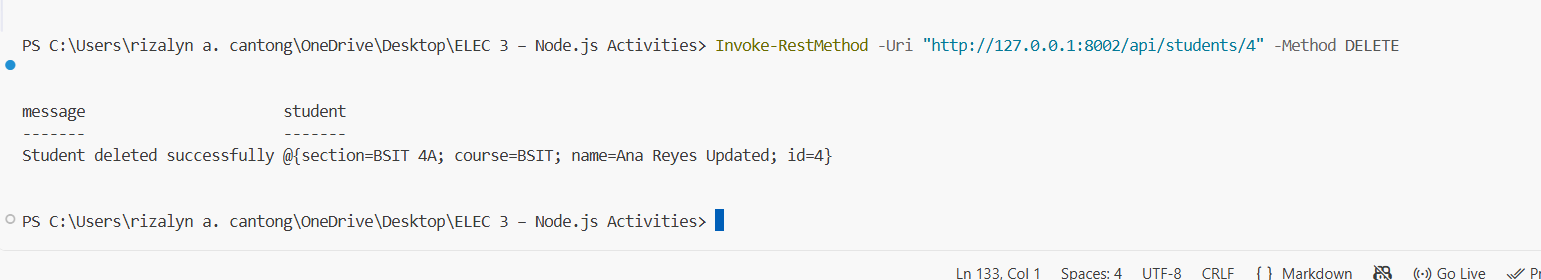 PS C:\Users\rizalyn a. cantong\OneDrive\Desktop\ELEC 3 – Node.js Activities> Invoke-RestMethod -Uri "http://127.0.0.1:8002/api/students/4" -Method DELETE
message student
------- -------
Student deleted successfully @{section=BSIT 4A; course=BSIT; name=Ana Reyes Updated; id=4}
PS C:\Users\rizalyn a. cantong\OneDrive\Desktop\ELEC 3 – Node.js Activities>
Ln 133, Col 1 Spaces: 4 UTF-8 CRLF { } Markdown Go Live